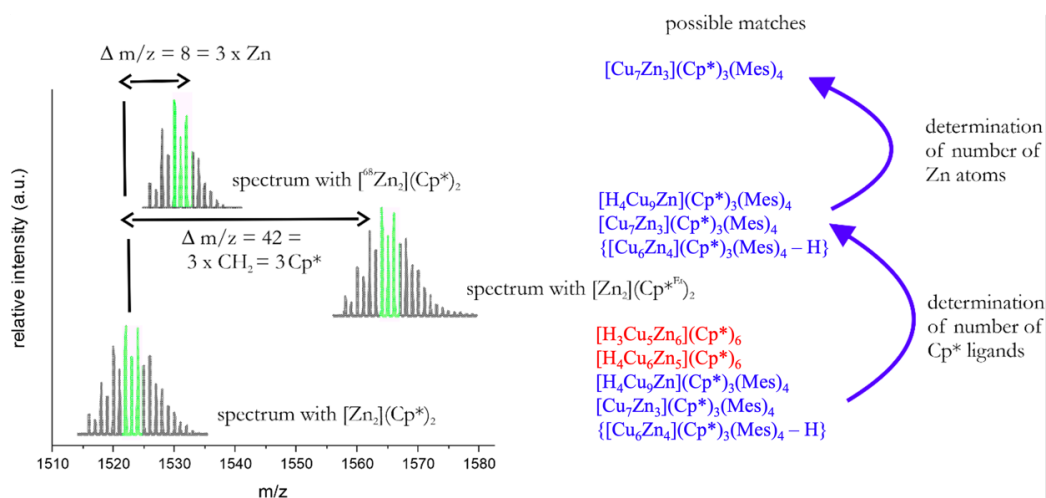 possible matches
Δ m/z = 8 = 3 x Zn
[Cu₇Zn₃](Cp*)₃(Mes)₄
determination
of number of
Zn atoms
spectrum with [⁶⁸Zn₂](Cp*)₂
[H₄Cu₉Zn](Cp*)₃(Mes)₄
[Cu₇Zn₃](Cp*)₃(Mes)₄
{[Cu₆Zn₄](Cp*)₃(Mes)₄ – H}
Δ m/z = 42 =
3 x CH₂ = 3Cp*
spectrum with [Zn₂](Cp*ᴱᵗ)₂
determination
of number of
Cp* ligands
[H₃Cu₅Zn₆](Cp*)₆
[H₄Cu₆Zn₅](Cp*)₆
[H₄Cu₉Zn](Cp*)₃(Mes)₄
[Cu₇Zn₃](Cp*)₃(Mes)₄
{[Cu₆Zn₄](Cp*)₃(Mes)₄ – H}
spectrum with [Zn₂](Cp*)₂
relative intensity (a.u.)
1510 1520 1530 1540 1550 1560 1570 1580
m/z